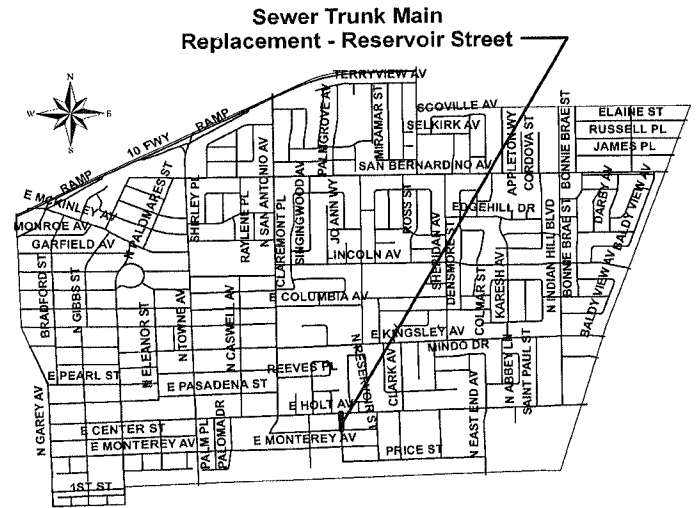 Sewer Trunk Main
Replacement - Reservoir Street
TERRYVIEW AV
SCOVILLE AV
ELAINE ST
SELKIRK AV
RUSSELL PL
JAMES PL
PALMGROVE AV
MIRAMAR ST
APPLETON WY
CORDOVA ST
BONNIE BRAE ST
N
W
E
S
10 FWY
RAMP
RAMP
SAN BERNARDINO AV
E MCKINLEY AV
MONROE AV
GARFIELD AV
N PALOMARES ST
SHIRLEY PL
RAYLENE PL
N SAN ANTONIO AV
CLAREMONT PL
SINGINGWOOD AV
JO ANN WY
ROSS ST
EDGEHILL DR
DARBY AV
BALDY VIEW AV
LINCOLN AV
SHERIDAN AV
DENSMORE S
N INDIAN HILL BLVD
BONNIE BRAE ST
BALDY VIEW AV
BRADFORD ST
N GIBBS ST
N ELEANOR ST
N TOWNE AV
N CASWELL AV
E COLUMBIA AV
COLMAR ST
KARESH AV
E KINGSLEY AV
MINDO DR
N RESERVOIR ST
CLARK AV
N ABBEY LN
SAINT PAUL ST
REEVES PL
E PEARL ST
E PASADENA ST
N GAREY AV
E HOLT AV
E CENTER ST
E MONTEREY AV
PALM PL
PALOMA DR
E MONTEREY AV
PRICE ST
N EAST END AV
1ST ST